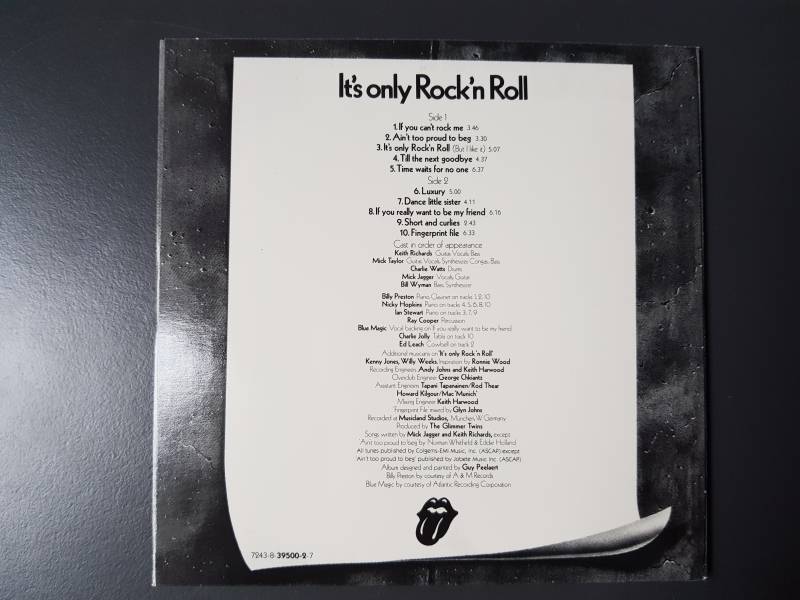 It's only Rock'n Roll
Side 1
1. If you can't rock me 3.46
2. Ain't too proud to beg 3.30
3. It's only Rock'n Roll (But I like it) 5.07
4. Till the next goodbye 4.37
5. Time waits for no one 6.37
Side 2
6. Luxury 5.00
7. Dance little sister 4.11
8. If you really want to be my friend 6.16
9. Short and curlies 2.43
10. Fingerprint file 6.33
Cast in order of appearance
Keith Richards Guitar, Vocals, Bass
Mick Taylor Guitar, Vocals, Synthesizer, Congas, Bass
Charlie Watts Drums
Mick Jagger Vocals, Guitar
Bill Wyman Bass, Synthesizer
Billy Preston Piano, Clavinet on tracks 1, 2, 10
Nicky Hopkins Piano on tracks 4, 5, 6, 8, 10
Ian Stewart Piano on tracks 3, 7, 9
Ray Cooper Percussion
Blue Magic Vocal backing on If you really want to be my friend
Charlie Jolly Tabla on track 10
Ed Leach Cowbell on track 2
Additional musicians on 'It's only Rock'n Roll'
Kenny Jones, Willy Weeks. Inspiration by Ronnie Wood
Recording Engineers Andy Johns and Keith Harwood
Overdub Engineer George Chkiantz
Assistant Engineers Tapani Tapanainen/Rod Thear
Howard Kilgour/Mac 'Munich'
Mixing Engineer Keith Harwood
Fingerprint File mixed by Glyn Johns
Recorded at Musicland Studios, München, W. Germany
Produced by The Glimmer Twins
Songs written by Mick Jagger and Keith Richards, except
'Ain't too proud to beg' by Norman Whitfield & Eddie Holland
All tunes published by Colgems-EMI Music, Inc. (ASCAP) except
'Ain't too proud to beg' published by Jobete Music Inc. (ASCAP)
Album designed and painted by Guy Peelaert
Billy Preston by courtesy of A & M Records
Blue Magic by courtesy of Atlantic Recording Corporation
7243-8-39500-2-7